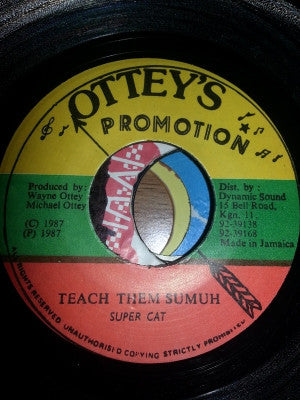 OTTEY'S
PROMOTION
Produced by:
Wayne Ottey
Michael Ottey
(C) 1987
(P) 1987
Dist. by :
Dynamic Sound
15 Bell Road,
Kgn. 11.
92-39138
92-39168
Made in Jamaica
TEACH THEM SUMUH
SUPER CAT
ALL RIGHTS RESERVED UNAUTHORISED COPYING STRICTLY PROHIBITED